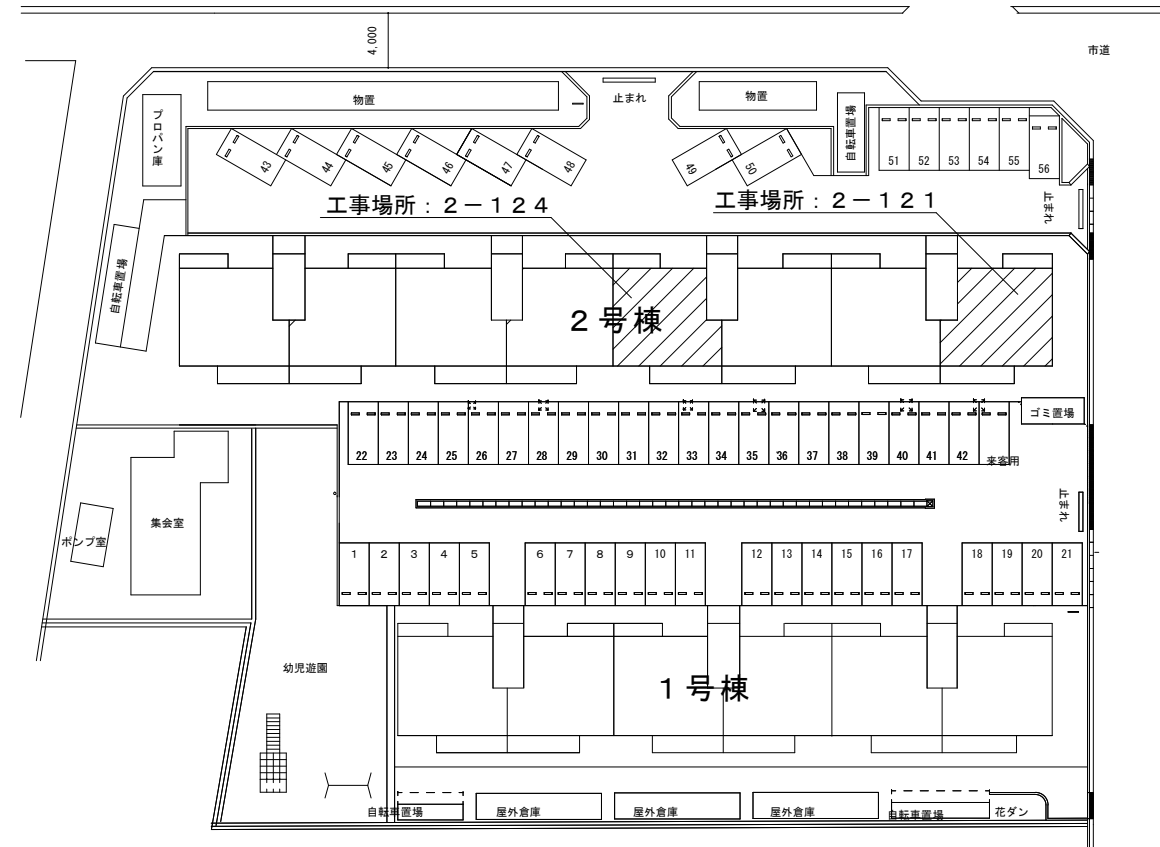 4,000
市道
物置
止まれ
物置
プロパン庫
自転車置場
51 52 53 54 55 56
43 44 45 46 47 48
49 50
工事場所：２－１２４
工事場所：２－１２１
止まれ
自転車置場
２号棟
ゴミ置場
22 23 24 25 26 27 28 29 30 31 32 33 34 35 36 37 38 39 40 41 42 来客用
止まれ
集会室
ポンプ室
1 2 3 4 5 6 7 8 9 10 11 12 13 14 15 16 17 18 19 20 21
幼児遊園
１号棟
自転車置場
屋外倉庫
屋外倉庫
屋外倉庫
自転車置場
花ダン